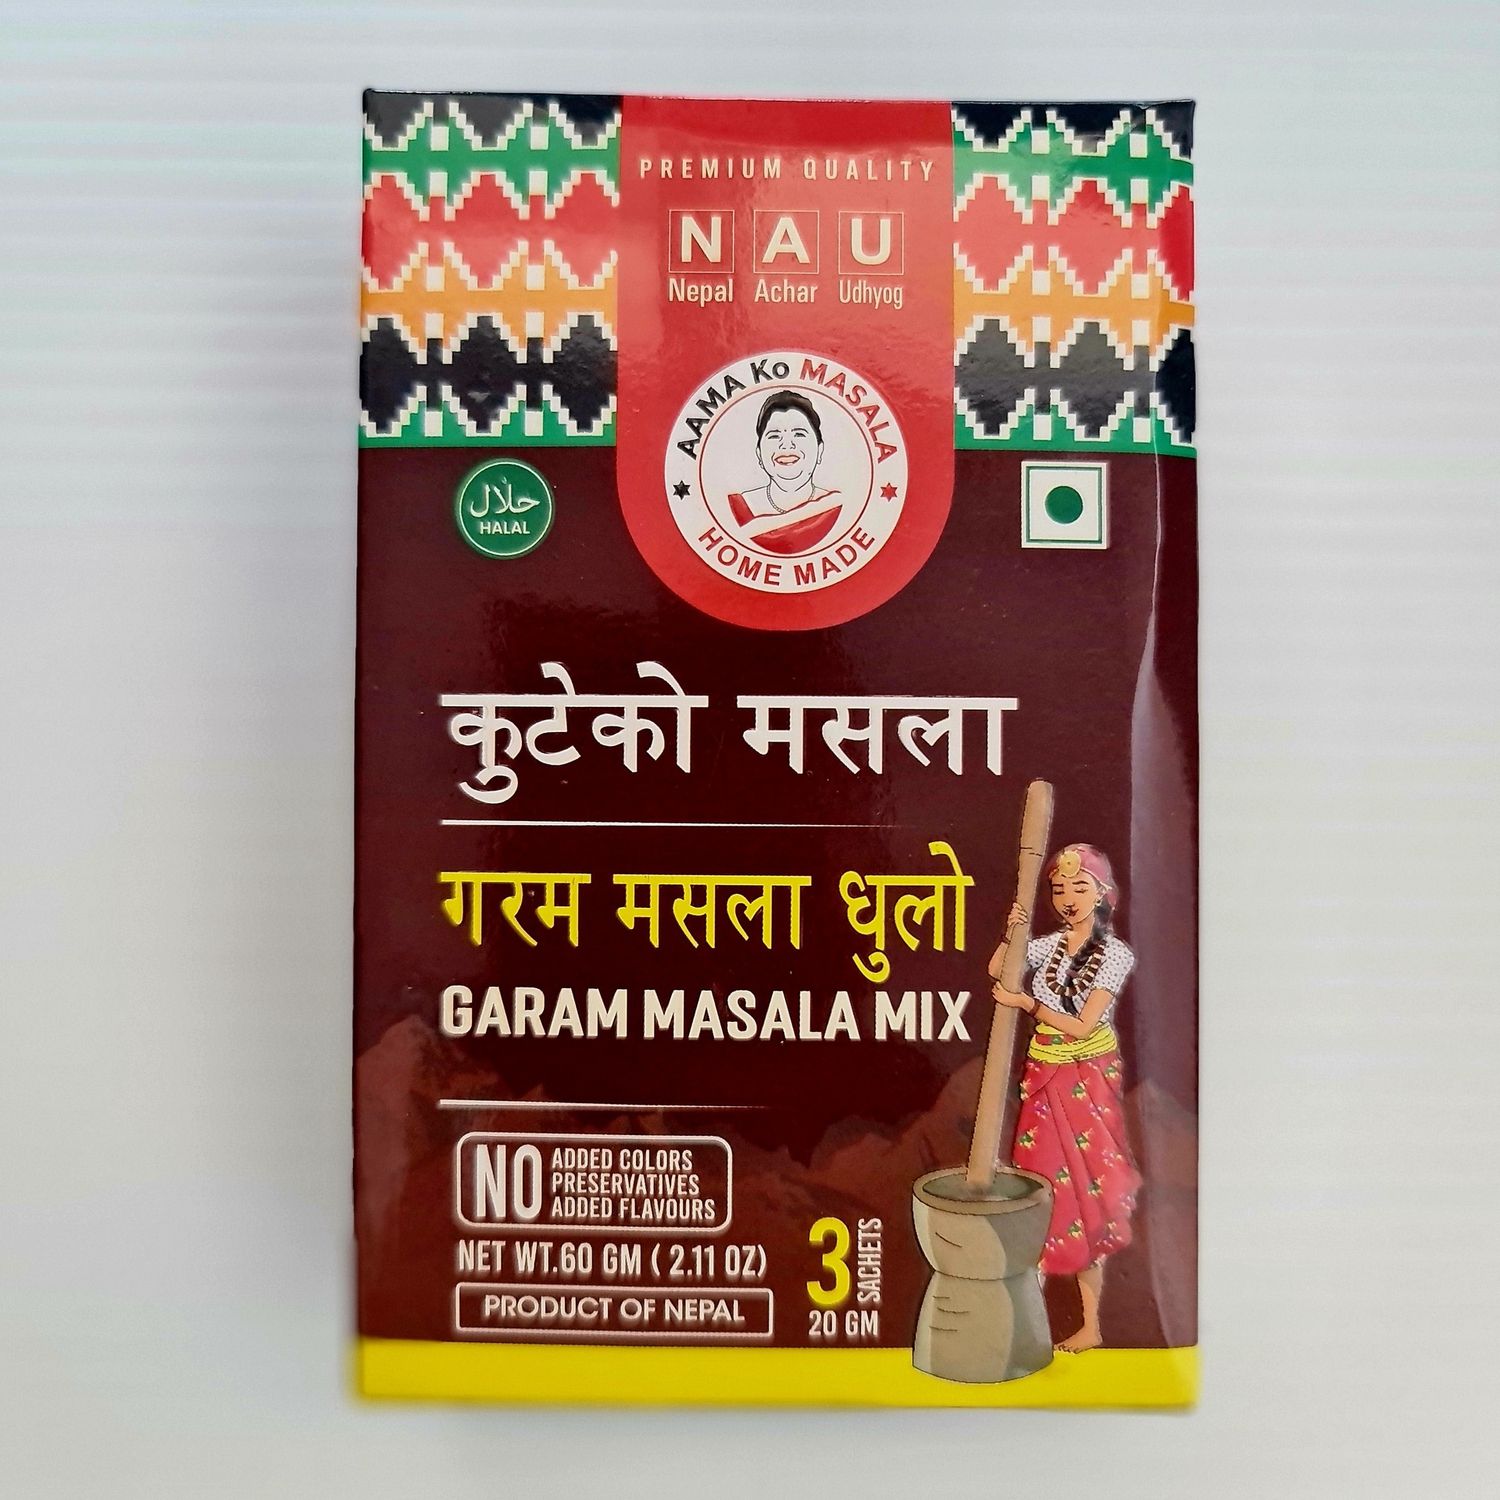 PREMIUM QUALITY
N A U
Nepal Achar Udhyog
AAMA Ko MASALA
HOME MADE
حلال
HALAL
कुटेको मसला
गरम मसला धुलो
GARAM MASALA MIX
NO ADDED COLORS
PRESERVATIVES
ADDED FLAVOURS
NET WT.60 GM ( 2.11 OZ)
PRODUCT OF NEPAL
3 SACHETS
20 GM